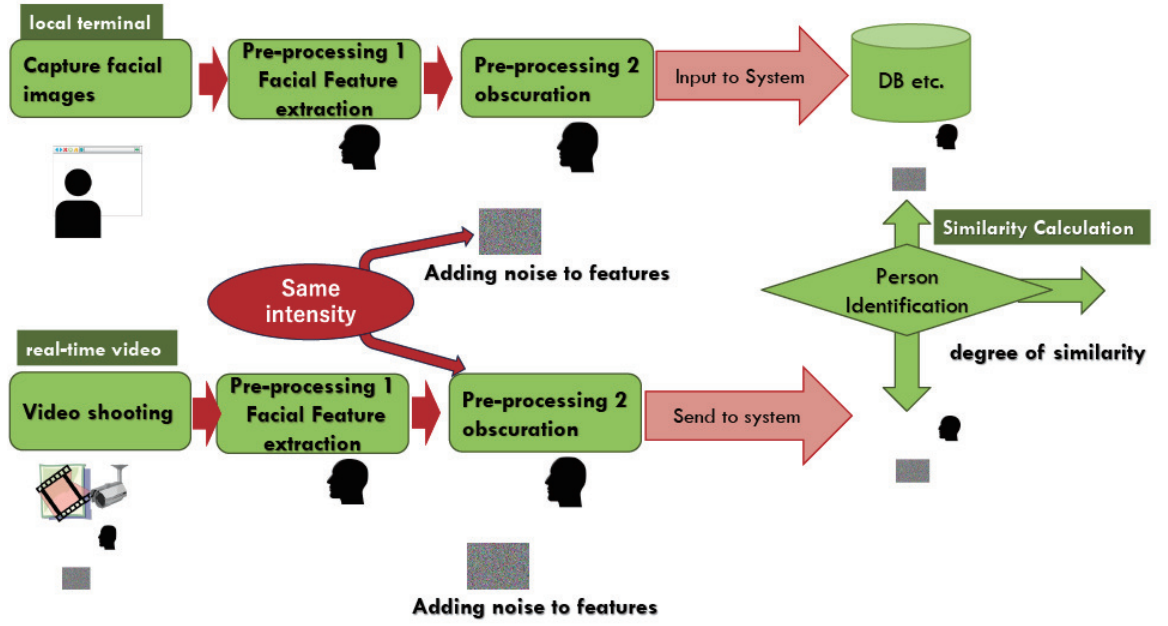 local terminal
Capture facial
images
Pre-processing 1
Facial Feature
extraction
Pre-processing 2
obscuration
Input to System
DB etc.
Similarity Calculation
Adding noise to features
Same
intensity
Person
Identification
degree of similarity
real-time video
Video shooting
Pre-processing 1
Facial Feature
extraction
Pre-processing 2
obscuration
Send to system
Adding noise to features